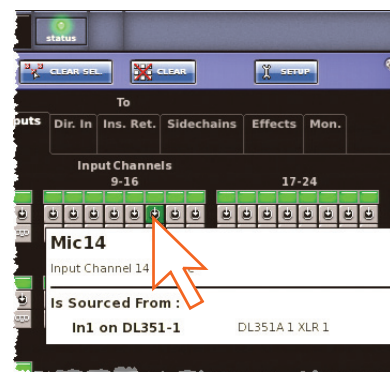 status
CLEAR SEL. CLEAR SETUP
To
puts Dir. In Ins. Ret. Sidechains Effects Mon.
Input Channels
9-16 17-24
Mic14
Input Channel 14
Is Sourced From :
In1 on DL351-1 DL351A 1 XLR 1